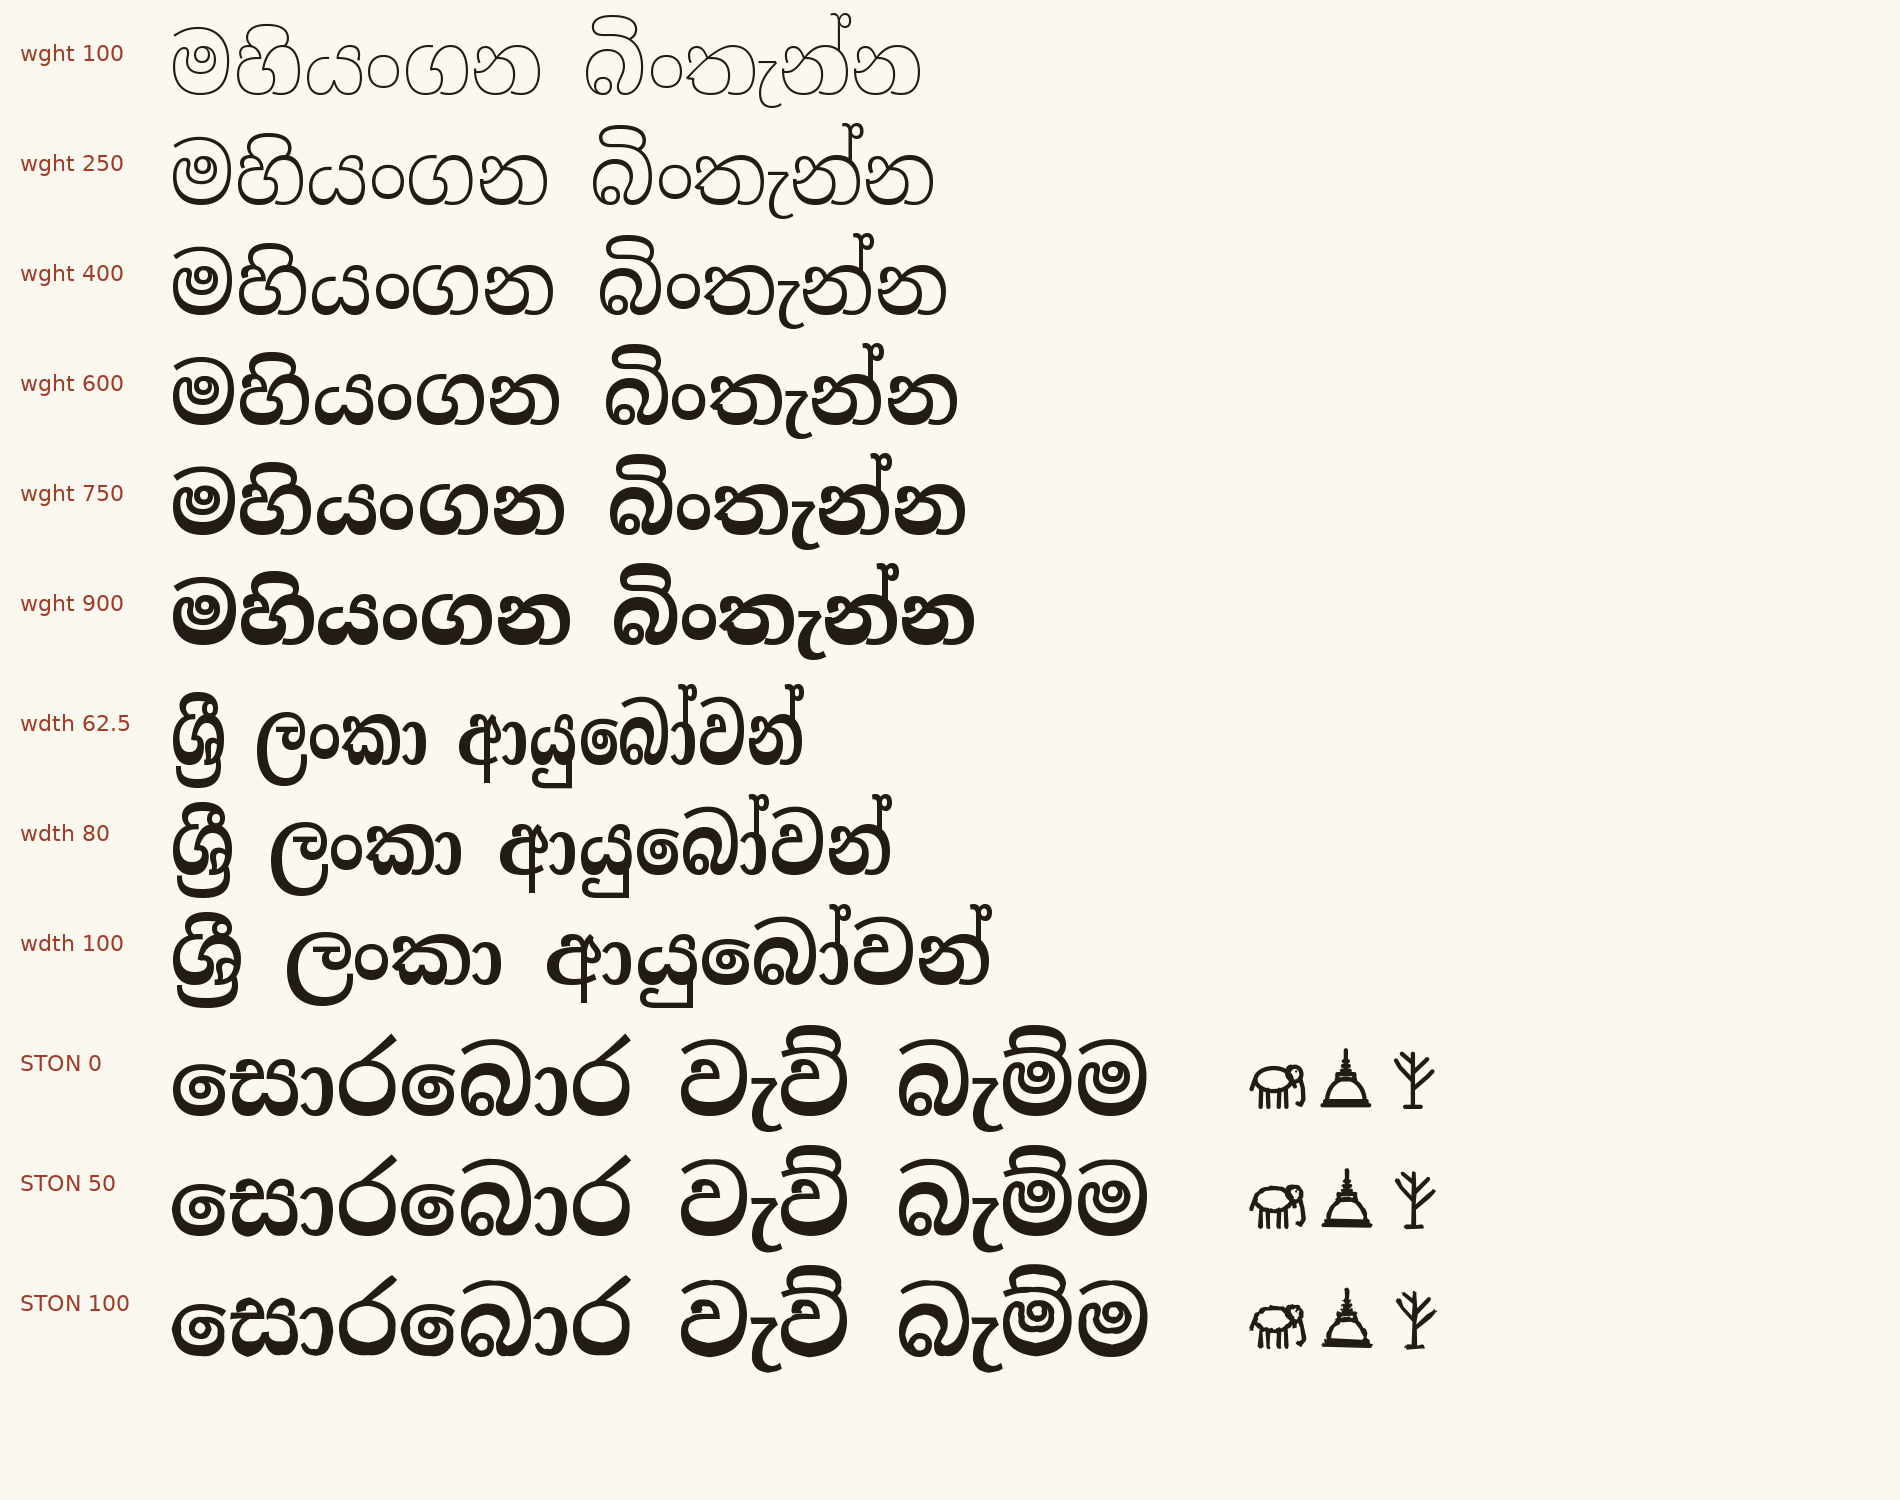 wght 100 මහියංගන බිංතැන්න
wght 250 මහියංගන බිංතැන්න
wght 400 මහියංගන බිංතැන්න
wght 600 මහියංගන බිංතැන්න
wght 750 මහියංගන බිංතැන්න
wght 900 මහියංගන බිංතැන්න
wdth 62.5 ශ්‍රී ලංකා ආයුබෝවන්
wdth 80 ශ්‍රී ලංකා ආයුබෝවන්
wdth 100 ශ්‍රී ලංකා ආයුබෝවන්
STON 0 සොරබොර වැව් බැම්ම
STON 50 සොරබොර වැව් බැම්ම
STON 100 සොරබොර වැව් බැම්ම